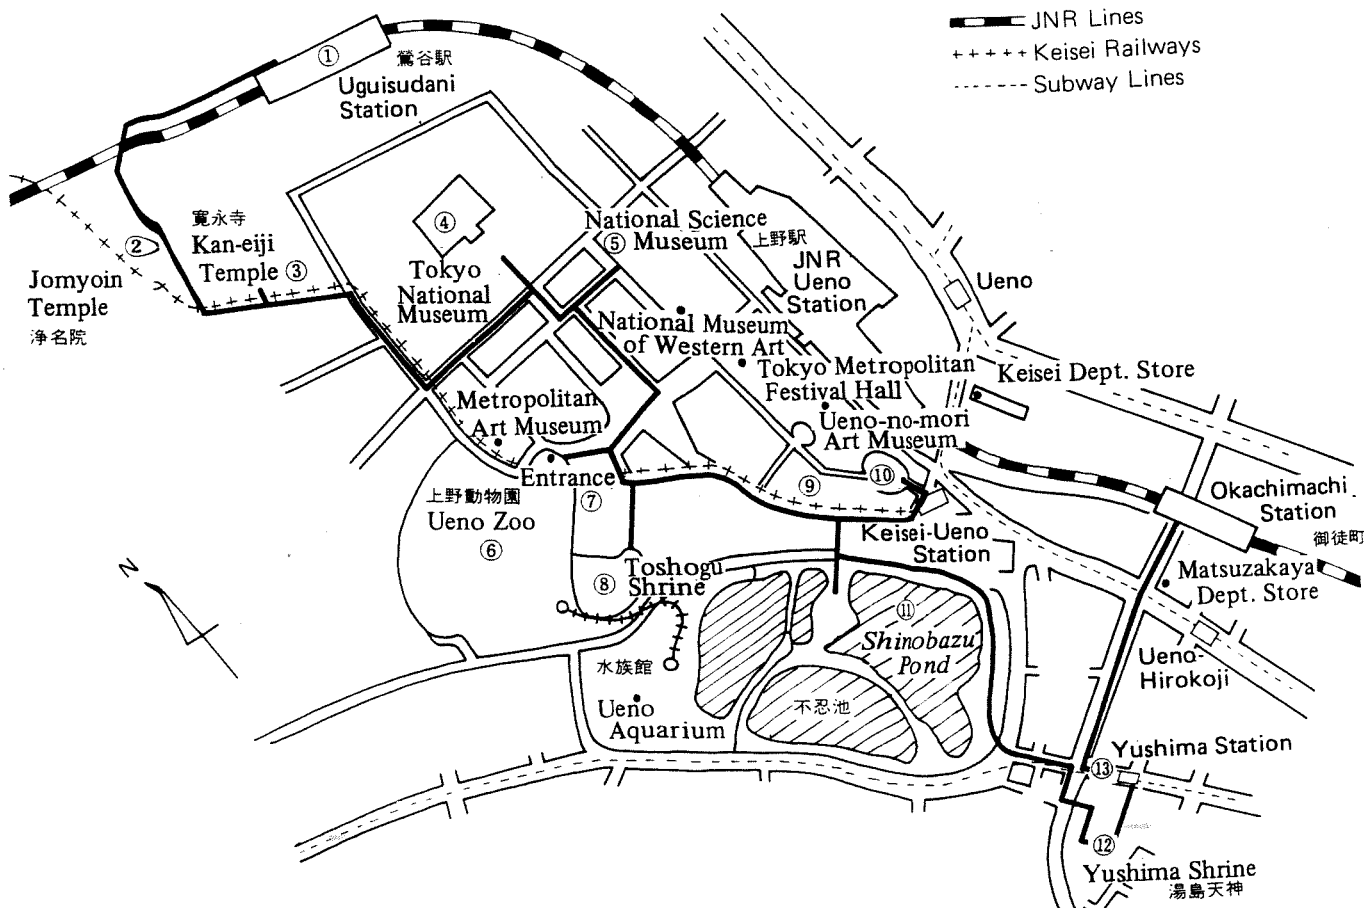 JNR Lines
Keisei Railways
Subway Lines
①
鶯谷駅
Uguisudani
Station
②
Jomyoin
Temple
浄名院
寛永寺
Kan-eiji
Temple ③
④
Tokyo
National
Museum
National Science
⑤ Museum
上野駅
JNR
Ueno
Station
Ueno
National Museum
of Western Art
Tokyo Metropolitan
Festival Hall
Keisei Dept. Store
Ueno-no-mori
Art Museum
Metropolitan
Art Museum
Entrance
⑦
⑨
⑩
上野動物園
Ueno Zoo
⑥
Keisei-Ueno
Station
Okachimachi
Station
御徒町
Matsuzakaya
Dept. Store
⑧
Toshogu
Shrine
N
⑪
Shinobazu
Pond
不忍池
水族館
Ueno
Aquarium
Ueno-
Hirokoji
Yushima Station
⑬
⑫
Yushima Shrine
湯島天神